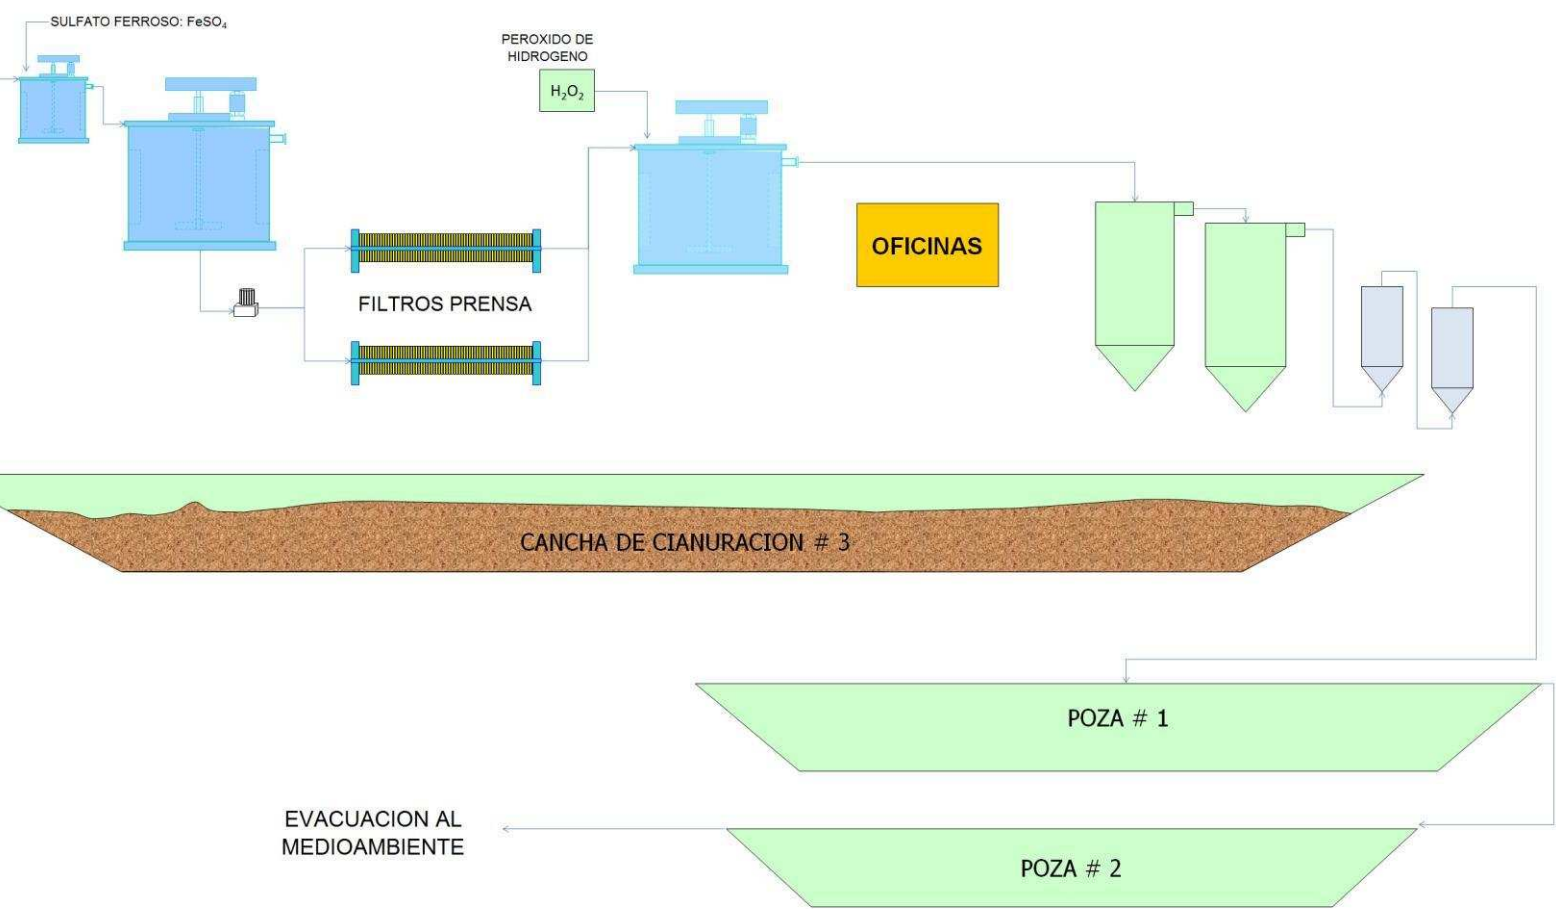 SULFATO FERROSO: FeSO₄
PEROXIDO DE
HIDROGENO
H₂O₂
OFICINAS
FILTROS PRENSA
CANCHA DE CIANURACION # 3
POZA # 1
EVACUACION AL
MEDIOAMBIENTE
POZA # 2